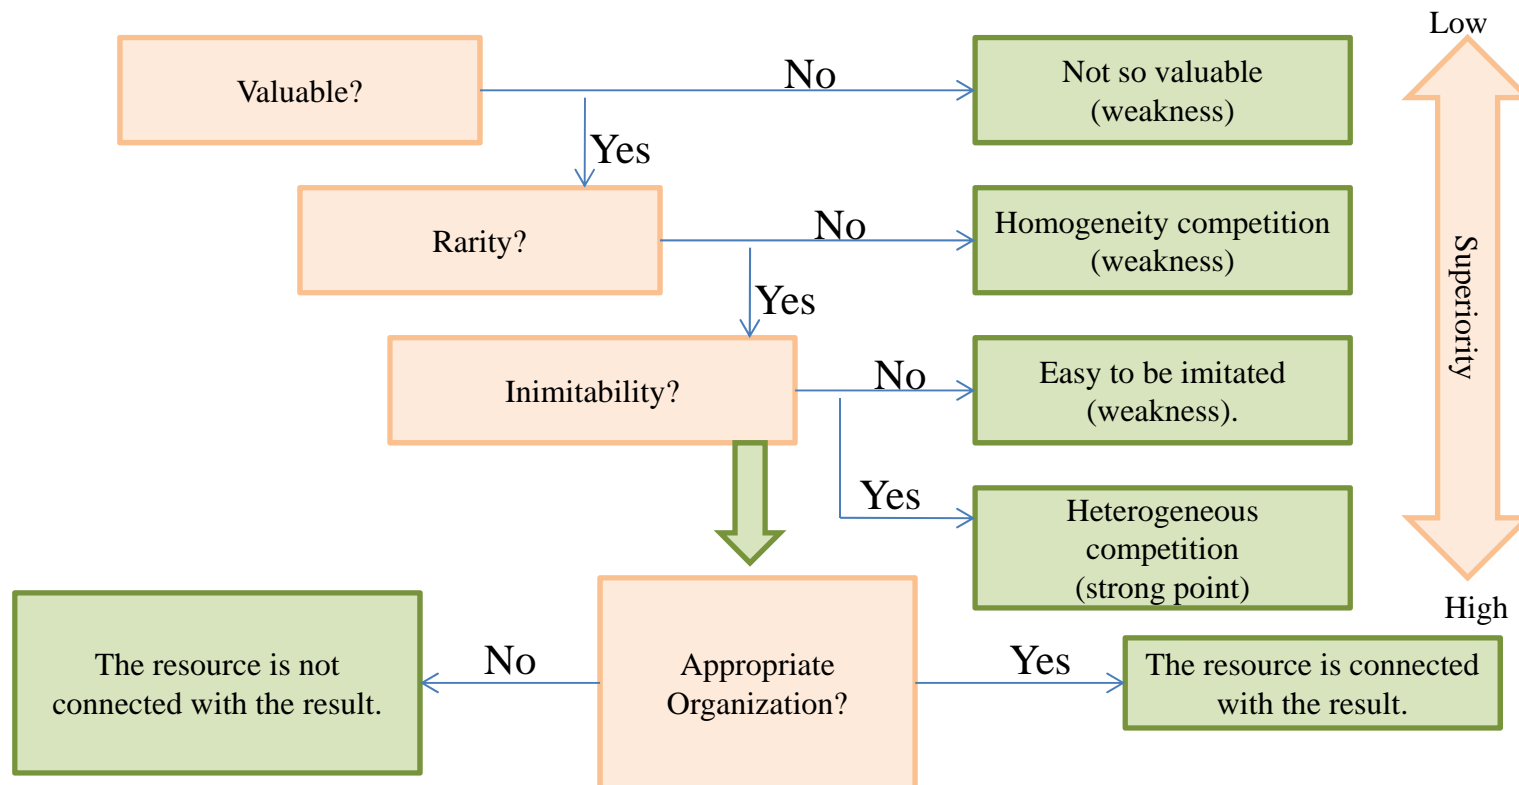 Low
Valuable?
No
Not so valuable
(weakness)
Yes
Rarity?
No
Homogeneity competition
(weakness)
Superiority
Yes
Inimitability?
No
Easy to be imitated
(weakness).
Yes
Heterogeneous
competition
(strong point)
High
The resource is not
connected with the result.
No
Appropriate
Organization?
Yes
The resource is connected
with the result.